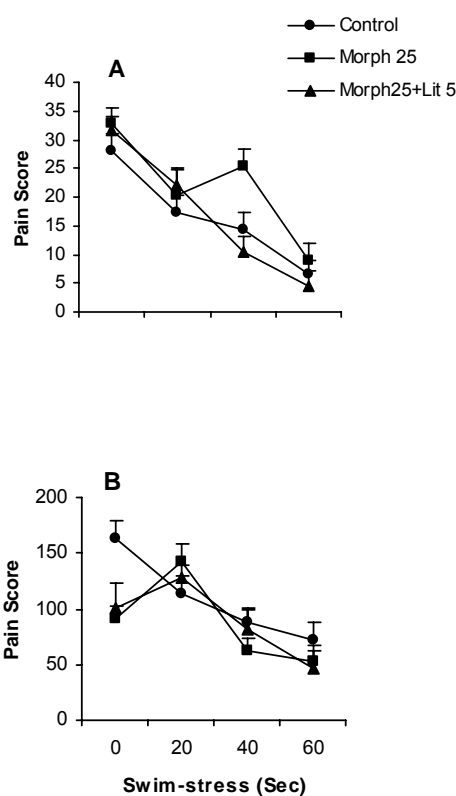 Control
Morph 25
Morph25+Lit 5
A
40
35
30
25
20
15
10
5
0
Pain Score
B
200
150
100
50
0
Pain Score
0 20 40 60
Swim-stress (Sec)